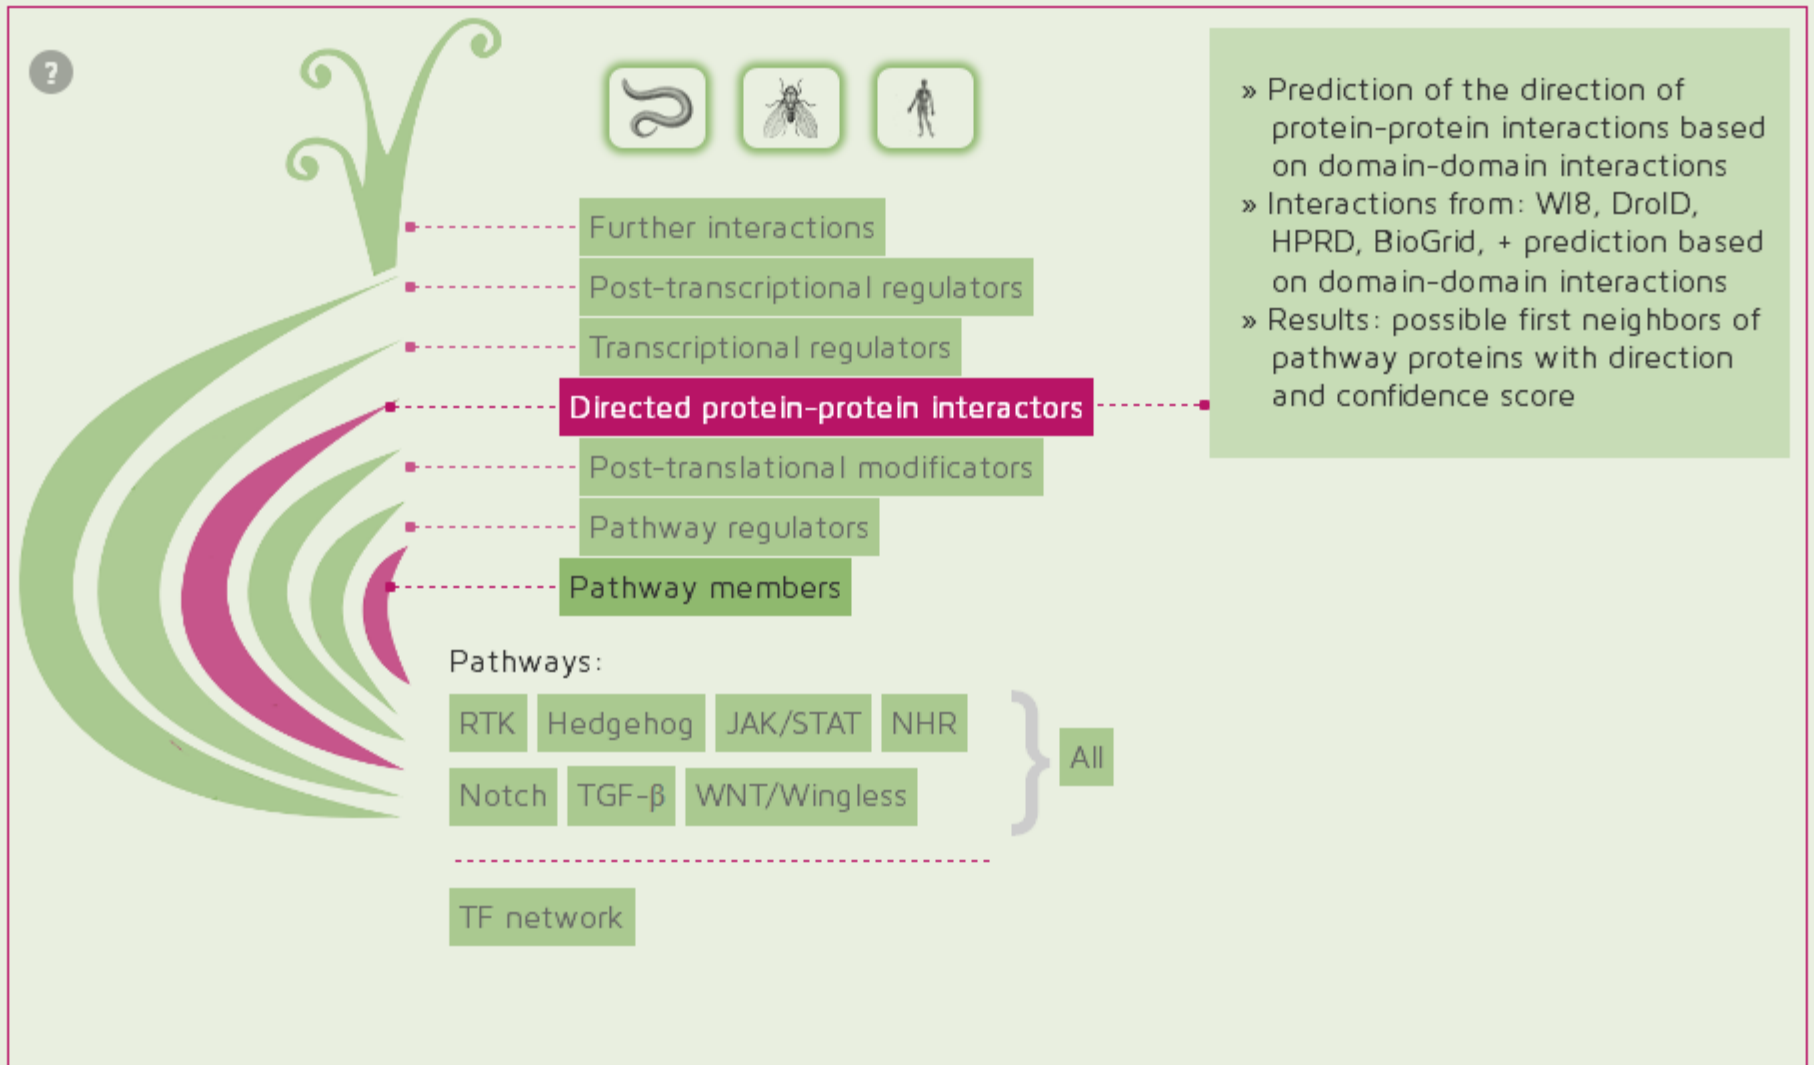 ?
Further interactions
Post-transcriptional regulators
Transcriptional regulators
Directed protein-protein interactors
Post-translational modificators
Pathway regulators
Pathway members
Pathways:
RTK Hedgehog JAK/STAT NHR
Notch TGF-β WNT/Wingless
All
TF network
» Prediction of the direction of
protein-protein interactions based
on domain-domain interactions
» Interactions from: WI8, DroID,
HPRD, BioGrid, + prediction based
on domain-domain interactions
» Results: possible first neighbors of
pathway proteins with direction
and confidence score